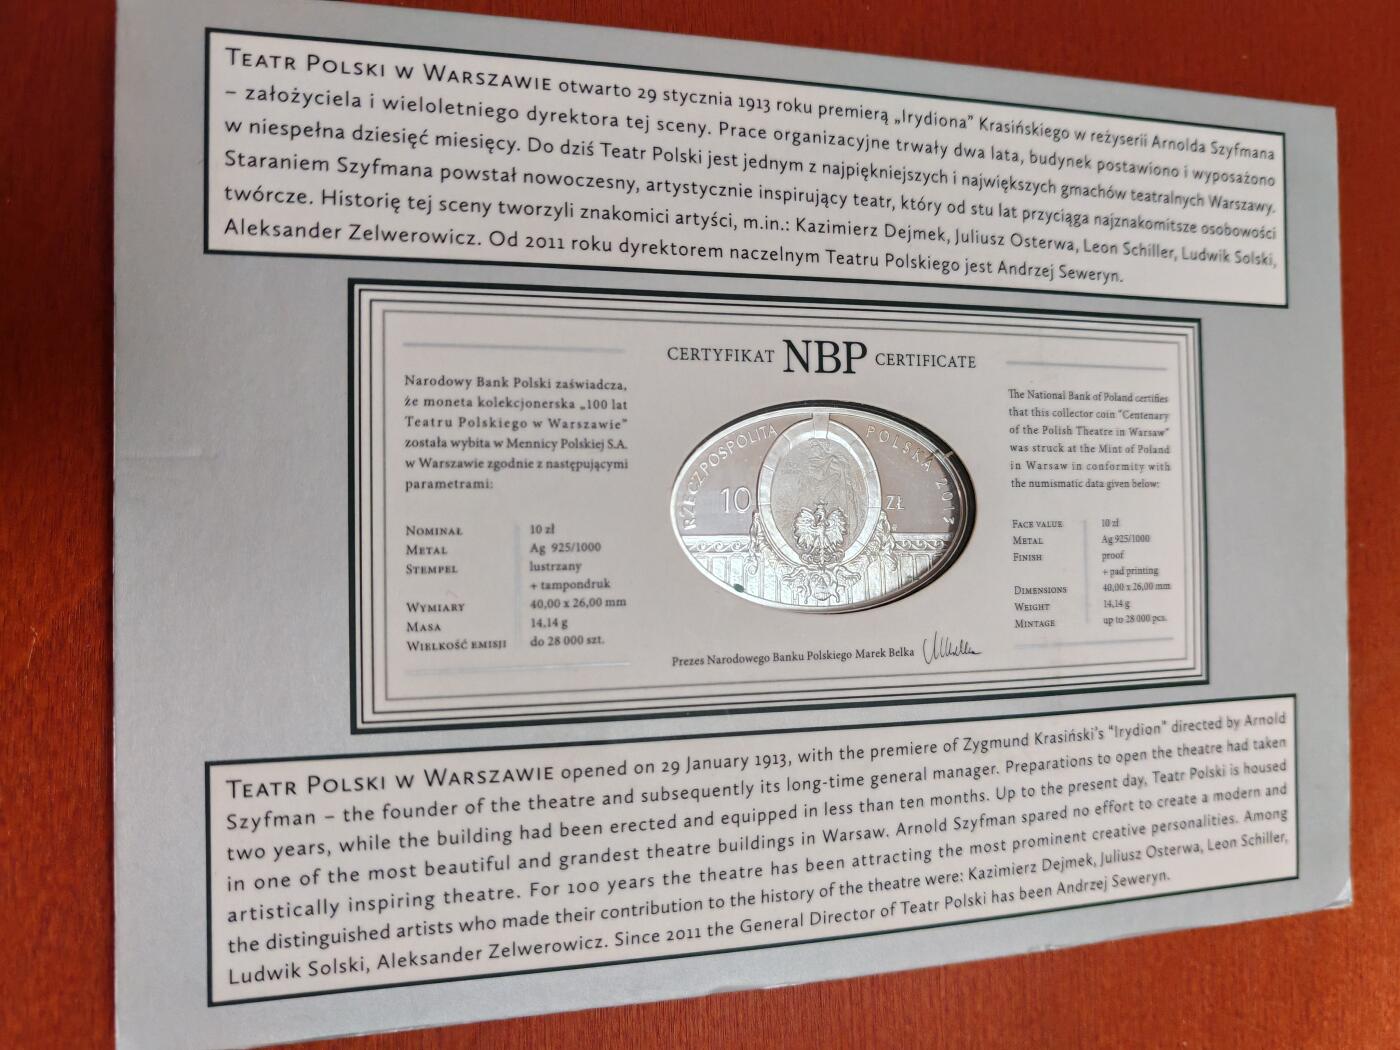 Teatr Polski w Warszawie otwarto 29 stycznia 1913 roku premierą „Irydiona” Krasińskiego w reżyserii Arnolda Szyfmana
– założyciela i wieloletniego dyrektora tej sceny. Prace organizacyjne trwały dwa lata, budynek postawiono i wyposażono
w niespełna dziesięć miesięcy. Do dziś Teatr Polski jest jednym z najpiękniejszych i największych gmachów teatralnych Warszawy.
Staraniem Szyfmana powstał nowoczesny, artystycznie inspirujący teatr, który od stu lat przyciąga najznakomitsze osobowości
twórcze. Historię tej sceny tworzyli znakomici artyści, m.in.: Kazimierz Dejmek, Juliusz Osterwa, Leon Schiller, Ludwik Solski,
Aleksander Zelwerowicz. Od 2011 roku dyrektorem naczelnym Teatru Polskiego jest Andrzej Seweryn.
CERTYFIKAT NBP CERTIFICATE
Narodowy Bank Polski zaświadcza,
że moneta kolekcjonerska „100 lat
Teatru Polskiego w Warszawie”
została wybita w Mennicy Polskiej S.A.
w Warszawie zgodnie z następującymi
parametrami:
Nominał 10 zł
Metal Ag 925/1000
Stempel lustrzany
+ tampondruk
Wymiary 40,00 x 26,00 mm
Masa 14,14 g
Wielkość emisji do 28 000 szt.
RZECZPOSPOLITA POLSKA 2013
10 ZŁ
Prezes Narodowego Banku Polskiego Marek Belka
The National Bank of Poland certifies
that this collector coin “Centenary
of the Polish Theatre in Warsaw”
was struck at the Mint of Poland
in Warsaw in conformity with
the numismatic data given below:
Face value 10 zł
Metal Ag 925/1000
Finish proof
+ pad printing
Dimensions 40,00 x 26,00 mm
Weight 14,14 g
Mintage up to 28 000 pcs.
Teatr Polski w Warszawie opened on 29 January 1913, with the premiere of Zygmund Krasiński’s “Irydion” directed by Arnold
Szyfman – the founder of the theatre and subsequently its long-time general manager. Preparations to open the theatre had taken
two years, while the building had been erected and equipped in less than ten months. Up to the present day, Teatr Polski is housed
in one of the most beautiful and grandest theatre buildings in Warsaw. Arnold Szyfman spared no effort to create a modern and
artistically inspiring theatre. For 100 years the theatre has been attracting the most prominent creative personalities. Among
the distinguished artists who made their contribution to the history of the theatre were: Kazimierz Dejmek, Juliusz Osterwa, Leon Schiller,
Ludwik Solski, Aleksander Zelwerowicz. Since 2011 the General Director of Teatr Polski has been Andrzej Seweryn.